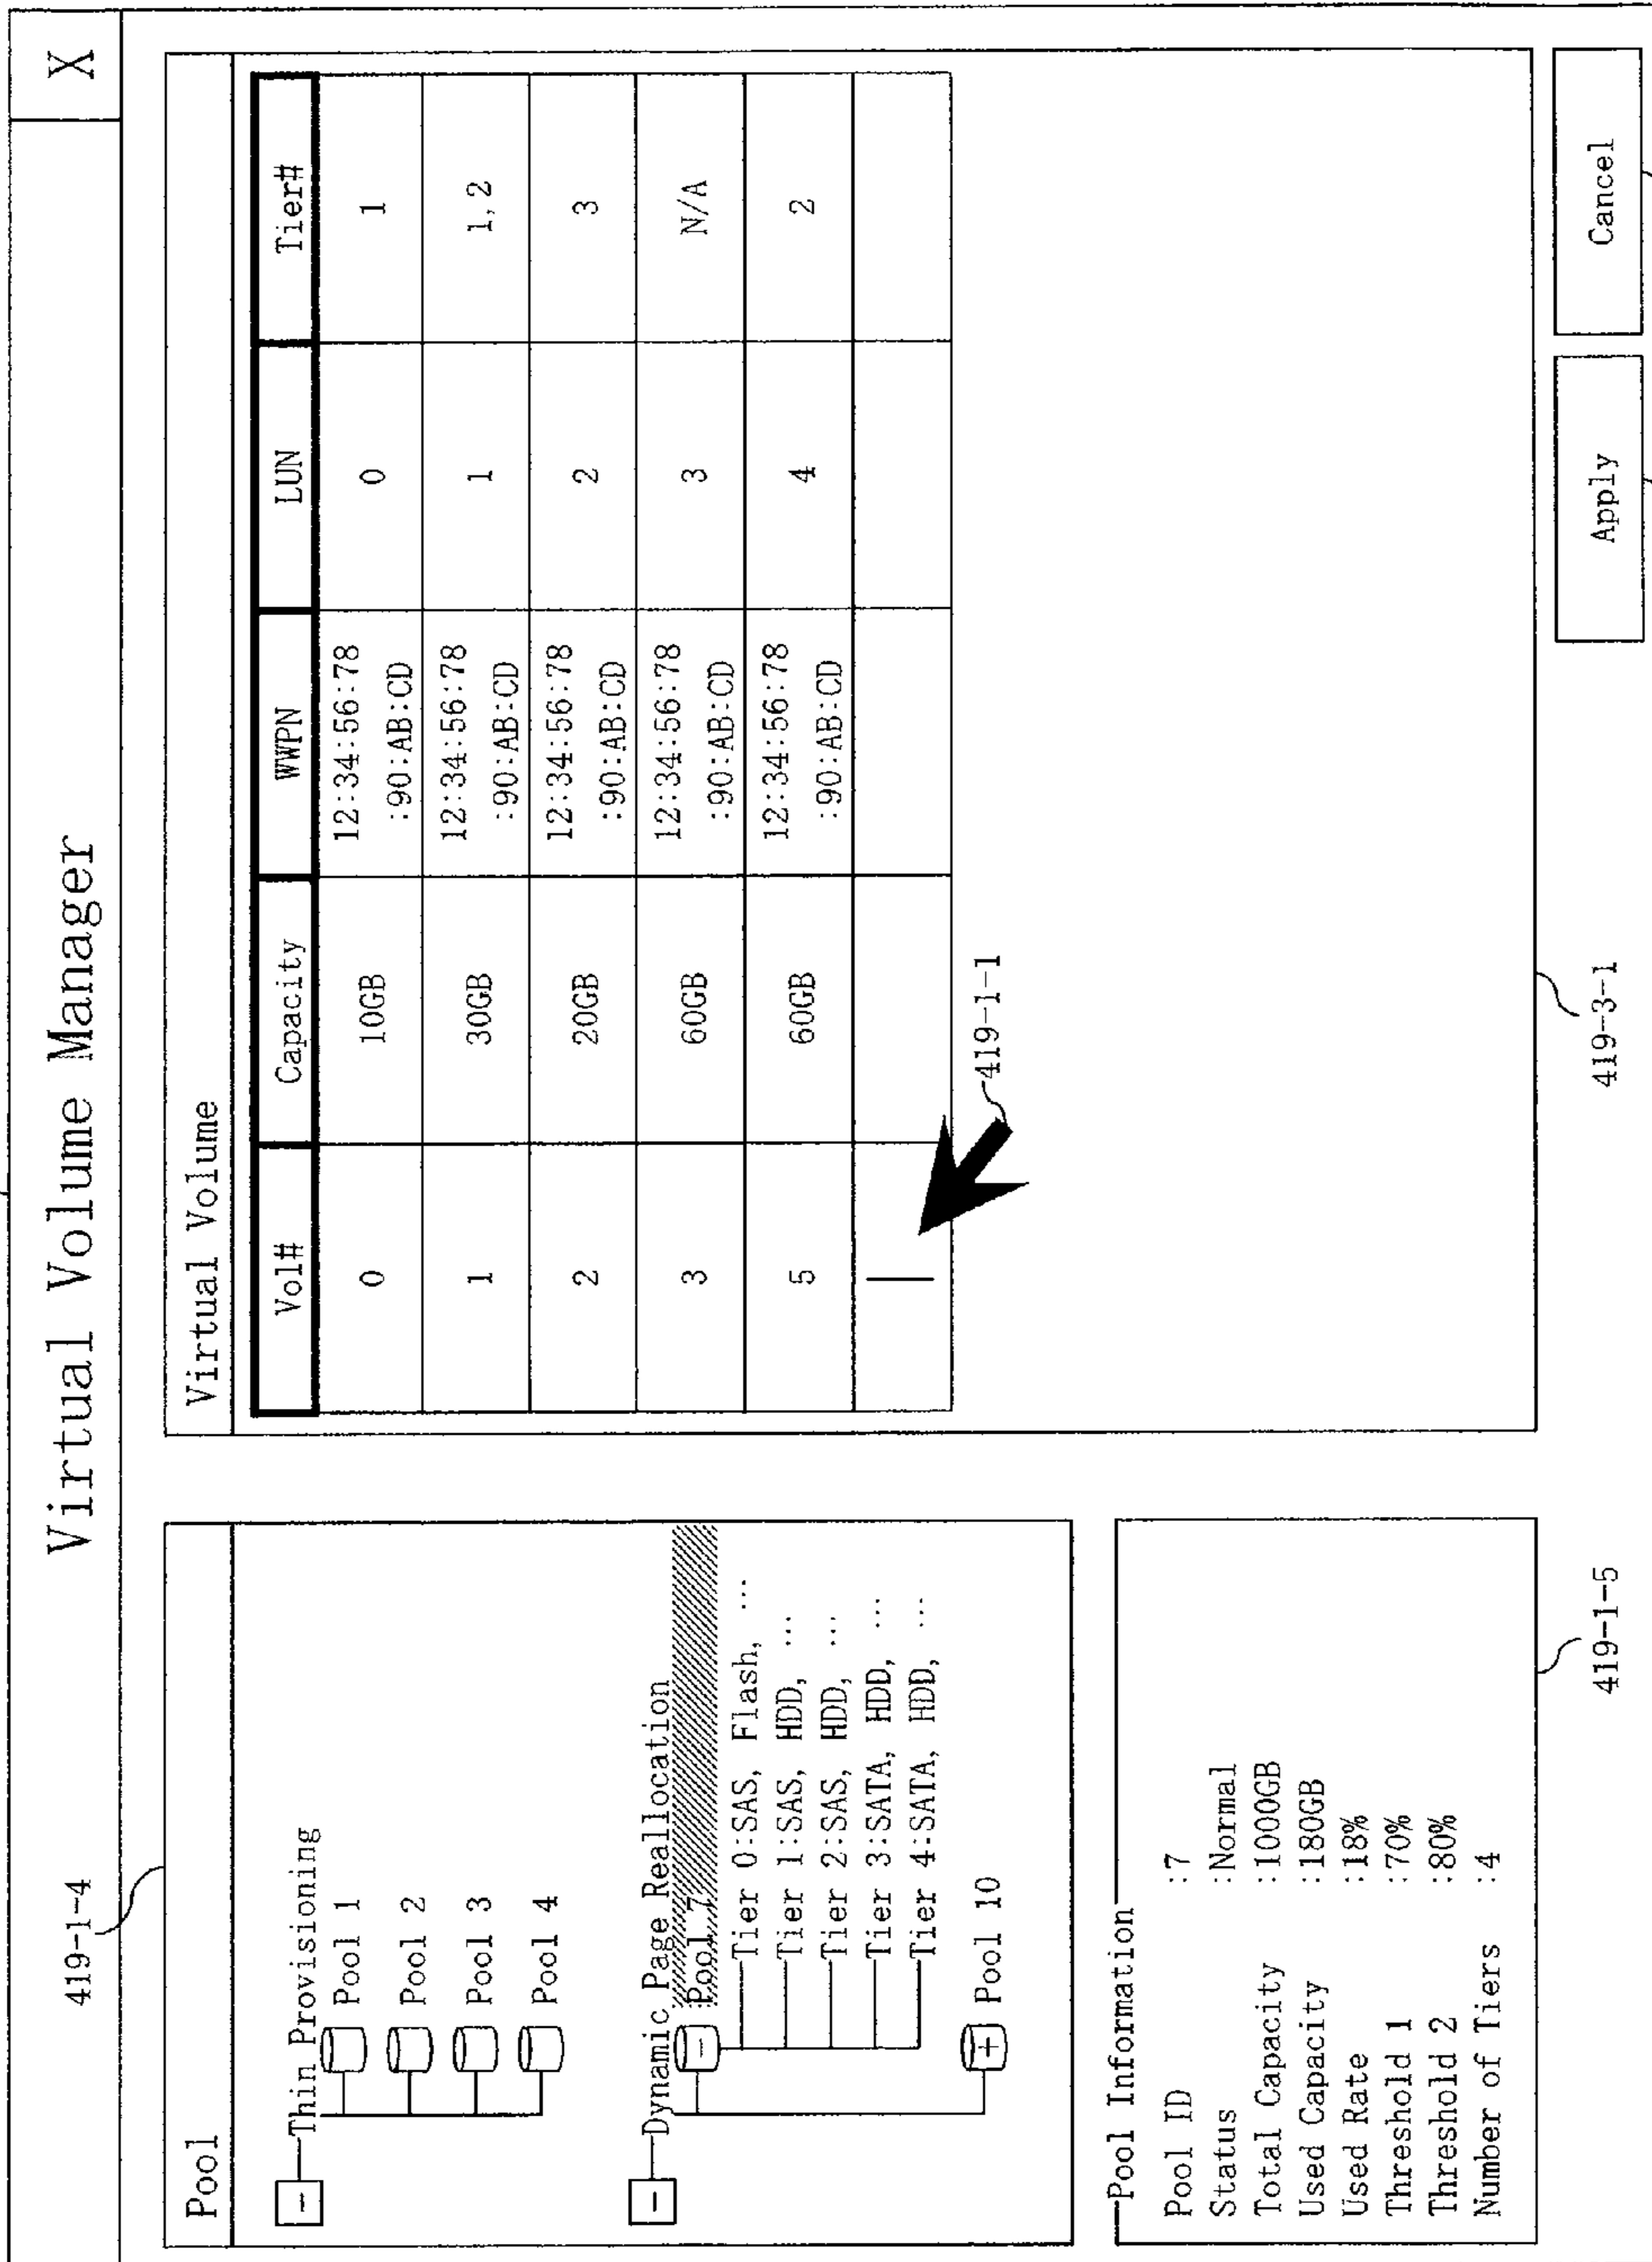 Virtual Volume Manager
X
419-1-4
Pool
Thin Provisioning
Pool 1
Pool 2
Pool 3
Pool 4
Dynamic Page Reallocation
Pool 7
Tier 0:SAS, Flash, ...
Tier 1:SAS, HDD, ...
Tier 2:SAS, HDD, ...
Tier 3:SATA, HDD, ...
Tier 4:SATA, HDD, ...
Pool 10
Pool Information
Pool ID :7
Status :Normal
Total Capacity :1000GB
Used Capacity :180GB
Used Rate :18%
Threshold 1 :70%
Threshold 2 :80%
Number of Tiers :4
419-1-5
Virtual Volume
Vol# Capacity WWPN LUN Tier#
0 10GB 12:34:56:78 0 1
:90:AB:CD
1 30GB 12:34:56:78 1 1,2
:90:AB:CD
2 20GB 12:34:56:78 2 3
:90:AB:CD
3 60GB 12:34:56:78 3 N/A
:90:AB:CD
5 60GB 12:34:56:78 4 2
:90:AB:CD
419-1-1
419-3-1
Apply
Cancel